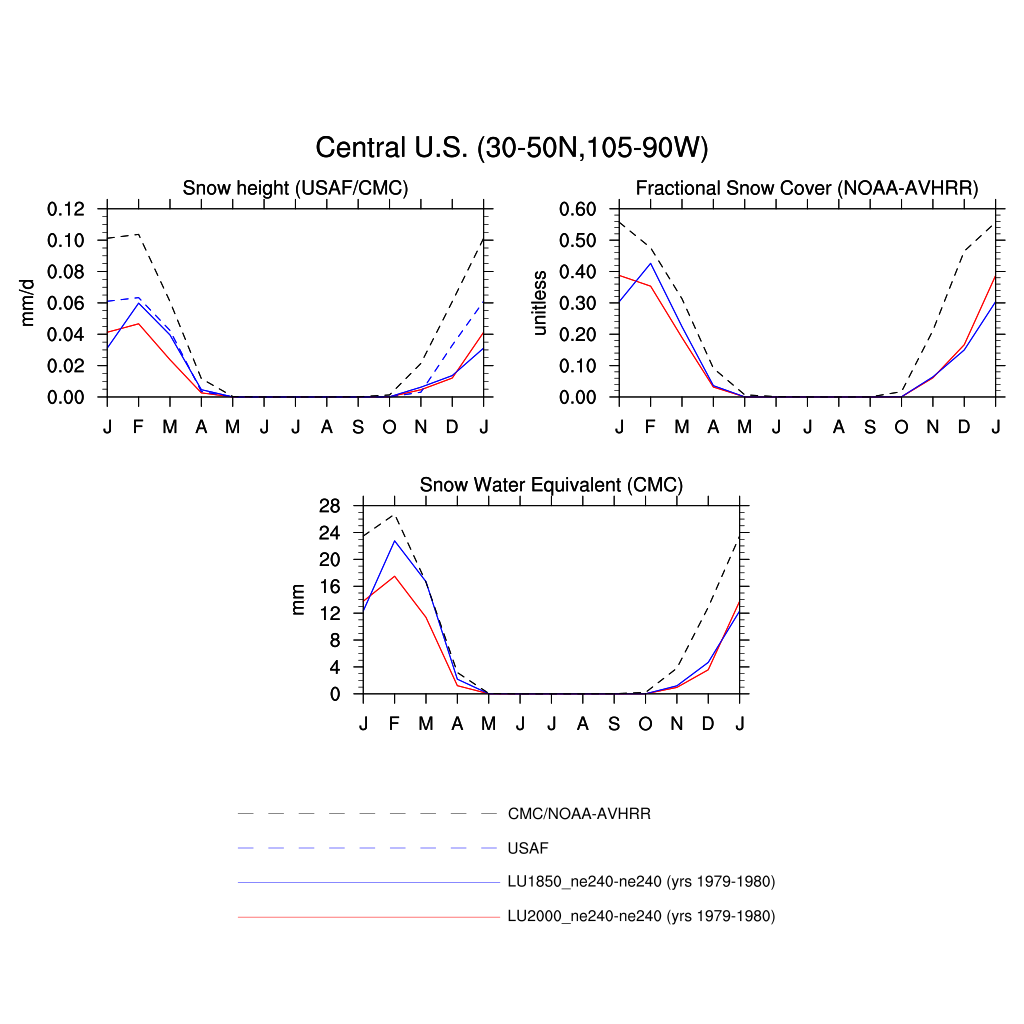 Central U.S. (30-50N,105-90W)
Snow height (USAF/CMC)
0.12
0.10
0.08
0.06
0.04
0.02
0.00
mm/d
J F M A M J J A S O N D J
Fractional Snow Cover (NOAA-AVHRR)
0.60
0.50
0.40
0.30
0.20
0.10
0.00
unitless
J F M A M J J A S O N D J
Snow Water Equivalent (CMC)
28
24
20
16
12
8
4
0
mm
J F M A M J J A S O N D J
CMC/NOAA-AVHRR
USAF
LU1850_ne240-ne240 (yrs 1979-1980)
LU2000_ne240-ne240 (yrs 1979-1980)